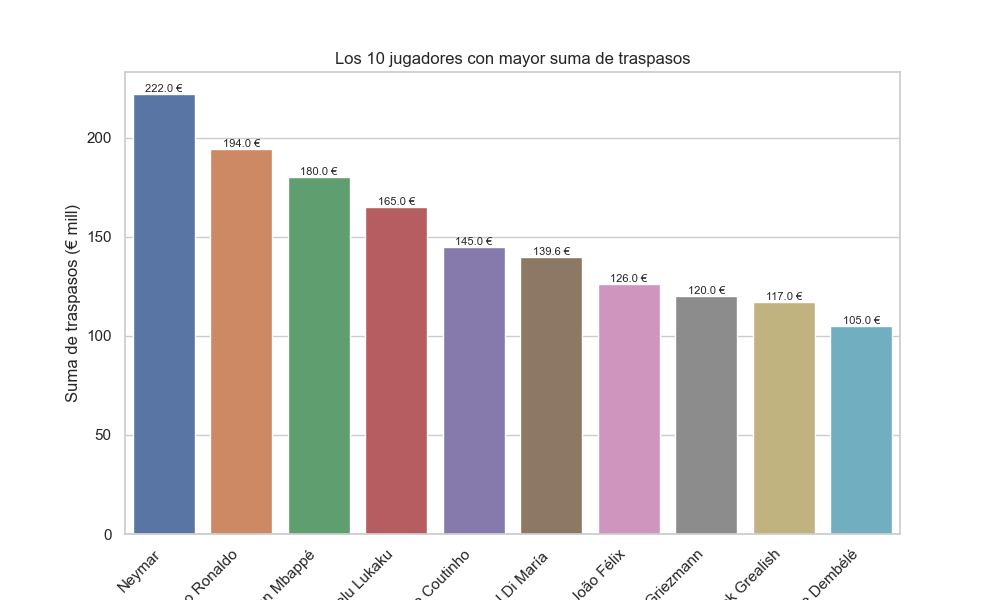 Los 10 jugadores con mayor suma de traspasos
Suma de traspasos (€ mill)
200
150
100
50
0
222.0 €
194.0 €
180.0 €
165.0 €
145.0 €
139.6 €
126.0 €
120.0 €
117.0 €
105.0 €
Neymar
Ronaldo
Mbappé
Lukaku
Coutinho
Di María
João Félix
Griezmann
Grealish
Dembélé